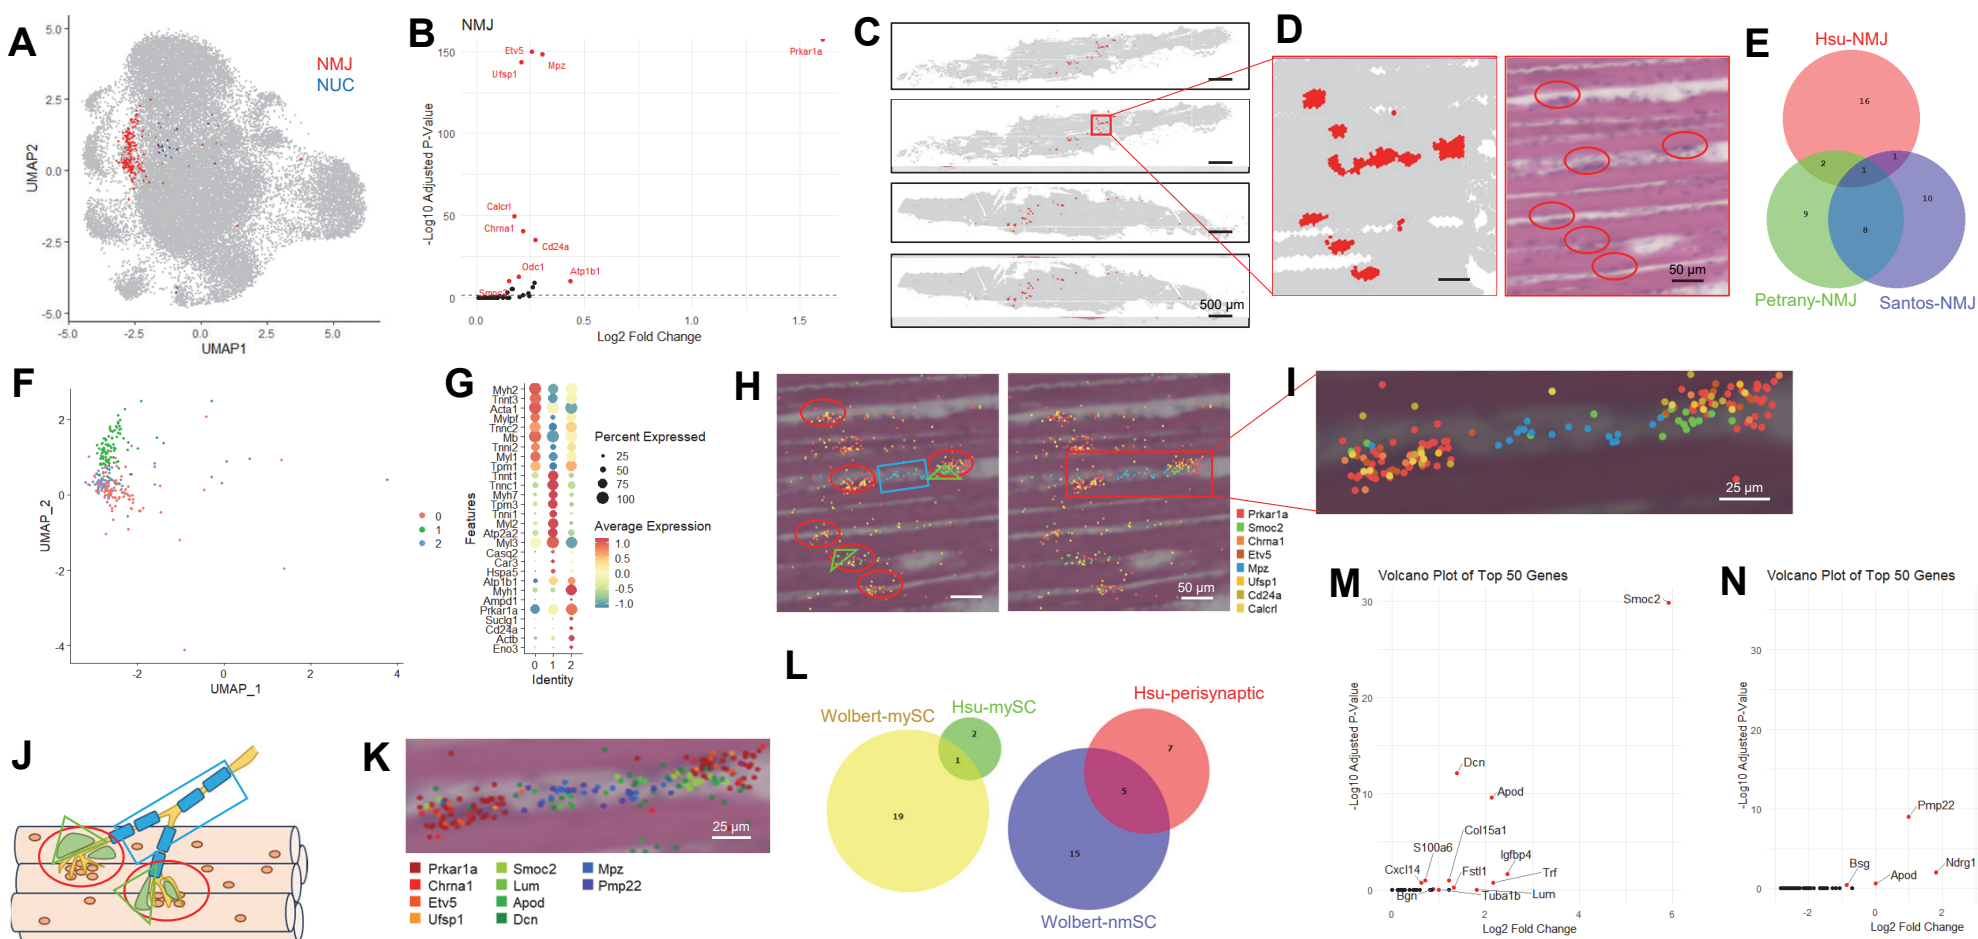 A
5.0
2.5
0.0
-2.5
-5.0
UMAP2
-5.0 -2.5 0.0 2.5 5.0
UMAP1
NMJ
NUC
B
NMJ
150
100
50
0
-Log10 Adjusted P-Value
0.0 0.5 1.0 1.5
Log2 Fold Change
Etv5
Mpz
Ufsp1
Prkar1a
Calcrl
Chrna1
Cd24a
Odc1
Atp1b1
Smoc2
C
500 µm
D
50 µm
E
Hsu-NMJ
16
2
1
1
9
10
8
Petrany-NMJ
Santos-NMJ
F
2
0
-2
-4
UMAP_2
-2 0 2 4
UMAP_1
0
1
2
G
Features
Myh2
Tnnt3
Acta1
Mylpf
Tnnc2
Mb
Tnni2
Myl1
Tpm1
Tnnt1
Tnnc1
Myh7
Tpm3
Tnni1
Myl2
Atp2a2
Myl3
Casq2
Car3
Hspa5
Atp1b1
Myh1
Ampd1
Prkar1a
Suclg1
Cd24a
Actb
Eno3
0 1 2
Identity
Percent Expressed
25
50
75
100
Average Expression
1.0
0.5
0.0
-0.5
-1.0
H
50 µm
Prkar1a
Smoc2
Chrna1
Etv5
Mpz
Ufsp1
Cd24a
Calcrl
I
25 µm
J
K
25 µm
Prkar1a Smoc2 Mpz
Chrna1 Lum Pmp22
Etv5 Apod
Ufsp1 Dcn
L
Wolbert-mySC
Hsu-mySC
2
1
19
Hsu-perisynaptic
7
5
15
Wolbert-nmSC
M
Volcano Plot of Top 50 Genes
30
20
10
0
-Log10 Adjusted P-Value
Smoc2
Dcn
Apod
Col15a1
S100a6
Igfbp4
Cxcl14
Fstl1
Trf
Bgn
Tuba1b
Lum
0 2 4 6
Log2 Fold Change
N
Volcano Plot of Top 50 Genes
30
20
10
0
-Log10 Adjusted P-Value
Pmp22
Bsg
Apod
Ndrg1
-2 0 2
Log2 Fold Change